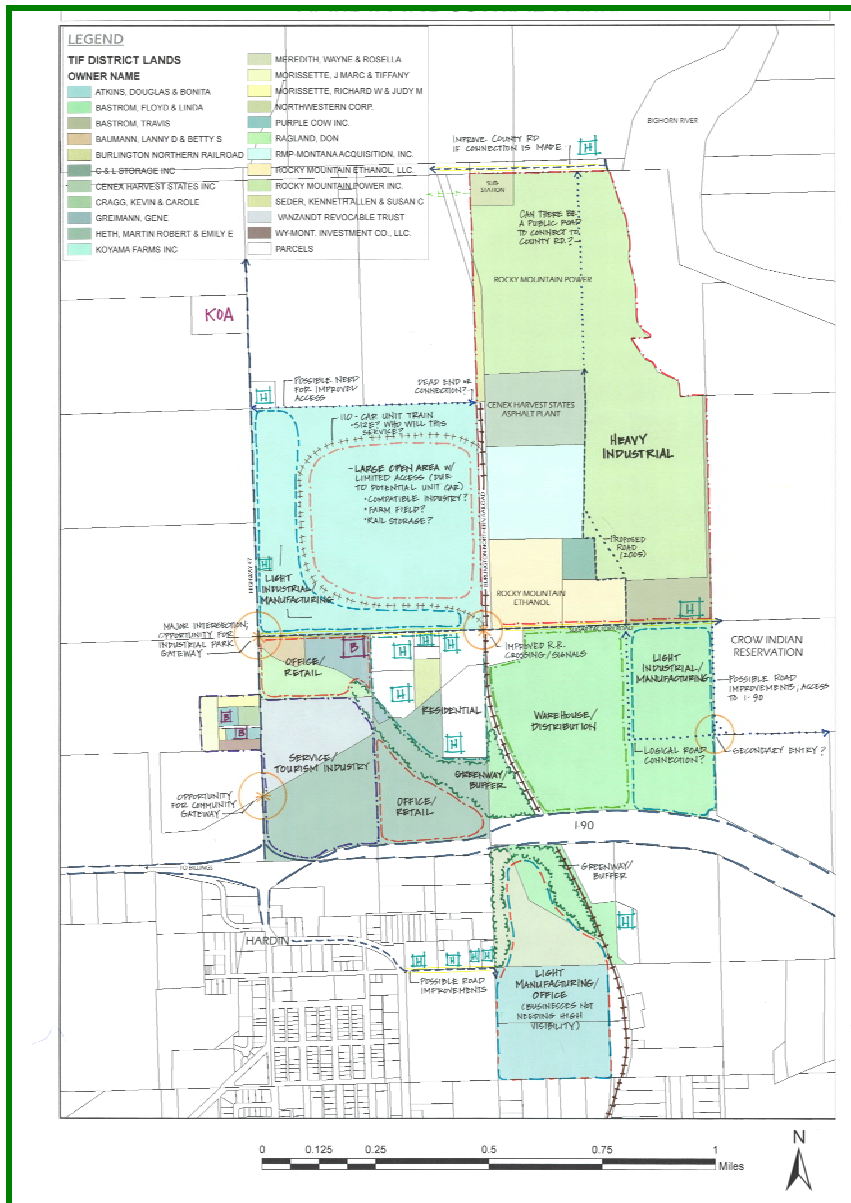 LEGEND
TIF DISTRICT LANDS
OWNER NAME
ATKINS, DOUGLAS & BONITA
BASTROM, FLOYD & LINDA
BASTROM, TRAVIS
BAUMANN, LANNY D & BETTY S
BURLINGTON NORTHERN RAILROAD
C & L STORAGE INC
CENEX HARVEST STATES INC
CRAGG, KEVIN & CAROLE
GREIMANN, GENE
HETH, MARTIN ROBERT & EMILY E
KOYAMA FARMS INC
MEREDITH, WAYNE & ROSELLA
MORISSETTE, J MARC & TIFFANY
MORISSETTE, RICHARD W & JUDY M
NORTHWESTERN CORP.
PURPLE COW INC.
RAGLAND, DON
RMP-MONTANA ACQUISITION, INC.
ROCKY MOUNTAIN ETHANOL, LLC.
ROCKY MOUNTAIN POWER INC.
SEDER, KENNETH ALLEN & SUSAN C
VANZANDT REVOCABLE TRUST
WY-MONT. INVESTMENT CO., LLC.
PARCELS
BIGHORN RIVER
IMPROVE COUNTY RD
IF CONNECTION IS MADE
H
SUB
STATION
CAN THERE BE
A PUBLIC ROAD
TO CONNECT TO
COUNTY RD.?
ROCKY MOUNTAIN POWER
KOA
POSSIBLE NEED
FOR IMPROVED
ACCESS
H
DEAD END OR
CONNECTION?
110 - CAR UNIT TRAIN
• SIZE? WHO WILL THIS
SERVICE?
CENEX HARVEST STATES
ASPHALT PLANT
HEAVY
INDUSTRIAL
- LARGE OPEN AREA W/
LIMITED ACCESS (DUE
TO POTENTIAL UNIT CAR)
• COMPATIBLE INDUSTRY?
• FARM FIELD?
• RAIL STORAGE?
BURLINGTON NORTHERN RAILROAD
HIGHWAY 47
PROPOSED
ROAD
(2005)
H
LIGHT
INDUSTRIAL/
MANUFACTURING
ROCKY MOUNTAIN
ETHANOL
H
MAJOR INTERSECTION;
OPPORTUNITY FOR
INDUSTRIAL PARK
GATEWAY
CROW INDIAN
RESERVATION
H
H
H
B
IMPROVED R.R.
CROSSING/SIGNALS
OFFICE/
RETAIL
LIGHT
INDUSTRIAL/
MANUFACTURING
POSSIBLE ROAD
IMPROVEMENTS, ACCESS
TO I-90
H
RESIDENTIAL
WAREHOUSE/
DISTRIBUTION
B
B
H
SERVICE/
TOURISM INDUSTRY
LOGICAL ROAD
CONNECTION?
SECONDARY ENTRY?
GREENWAY/
BUFFER
OPPORTUNITY
FOR COMMUNITY
GATEWAY
OFFICE/
RETAIL
I-90
TO BILLINGS
GREENWAY/
BUFFER
H
HARDIN
H
H
H
H
POSSIBLE ROAD
IMPROVEMENTS
LIGHT
MANUFACTURING/
OFFICE
(BUSINESSES NOT
NEEDING HIGH
VISIBILITY)
N
0 0.125 0.25 0.5 0.75 1
Miles